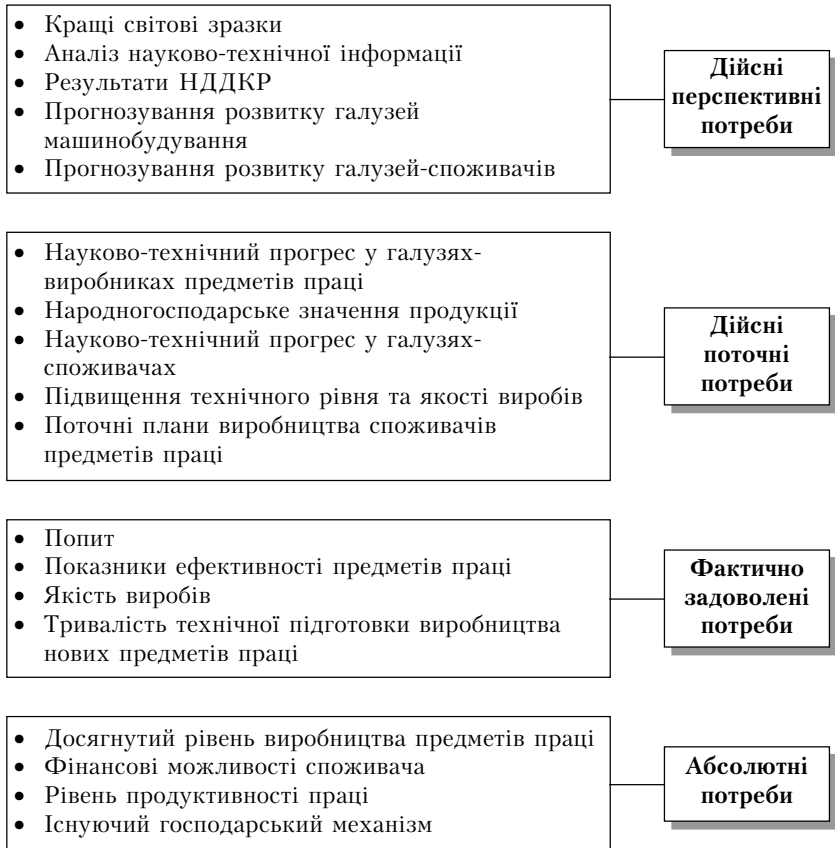 • Кращі світові зразки
• Аналіз науково-технічної інформації
• Результати НДДКР
• Прогнозування розвитку галузей
машинобудування
• Прогнозування розвитку галузей-споживачів
Дійсні
перспективні
потреби
• Науково-технічний прогрес у галузях-
виробниках предметів праці
• Народногосподарське значення продукції
• Науково-технічний прогрес у галузях-
споживачах
• Підвищення технічного рівня та якості виробів
• Поточні плани виробництва споживачів
предметів праці
Дійсні
поточні
потреби
• Попит
• Показники ефективності предметів праці
• Якість виробів
• Тривалість технічної підготовки виробництва
нових предметів праці
Фактично
задоволені
потреби
• Досягнутий рівень виробництва предметів праці
• Фінансові можливості споживача
• Рівень продуктивності праці
• Існуючий господарський механізм
Абсолютні
потреби